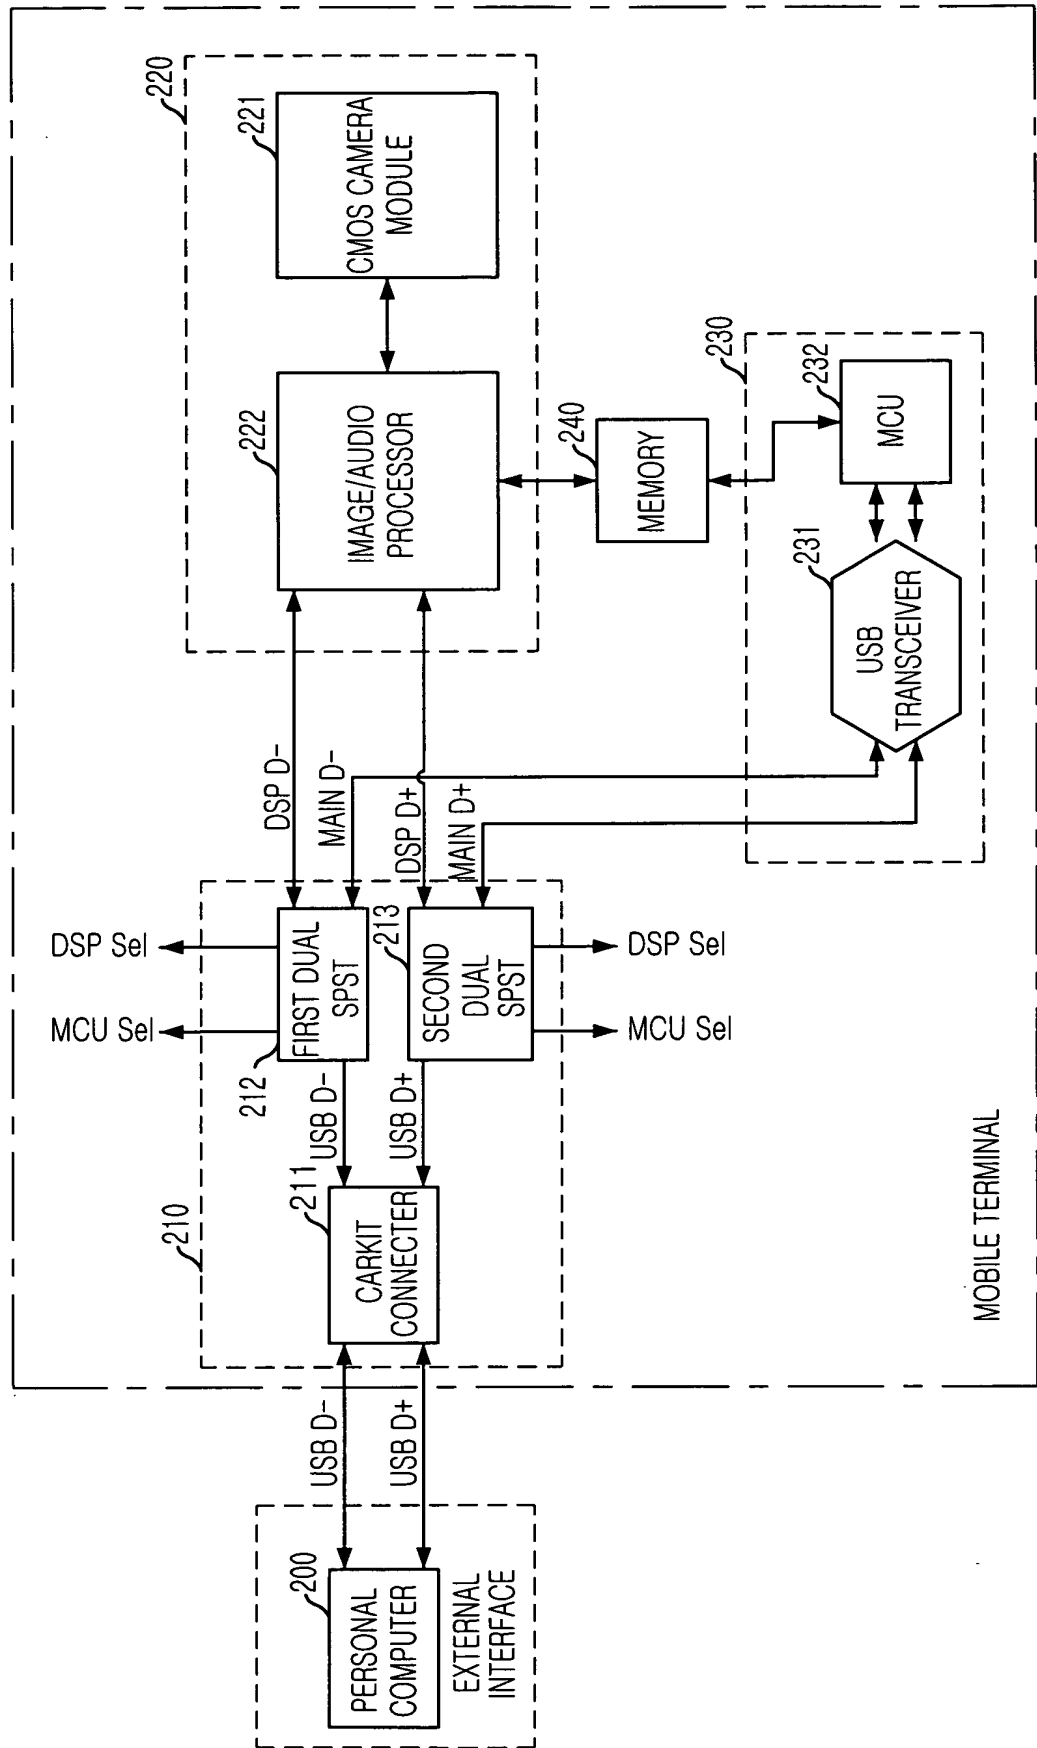 220
221
CMOS CAMERA
MODULE
222
IMAGE/AUDIO
PROCESSOR
240
MEMORY
230
232
MCU
231
USB
TRANSCEIVER
DSP D-
MAIN D-
DSP D+
MAIN D+
DSP Sel
MCU Sel
212
FIRST DUAL
SPST
213
SECOND
DUAL
SPST
DSP Sel
MCU Sel
USB D-
USB D+
210
211
CARKIT
CONNECTER
MOBILE TERMINAL
USB D-
USB D+
200
PERSONAL
COMPUTER
EXTERNAL
INTERFACE